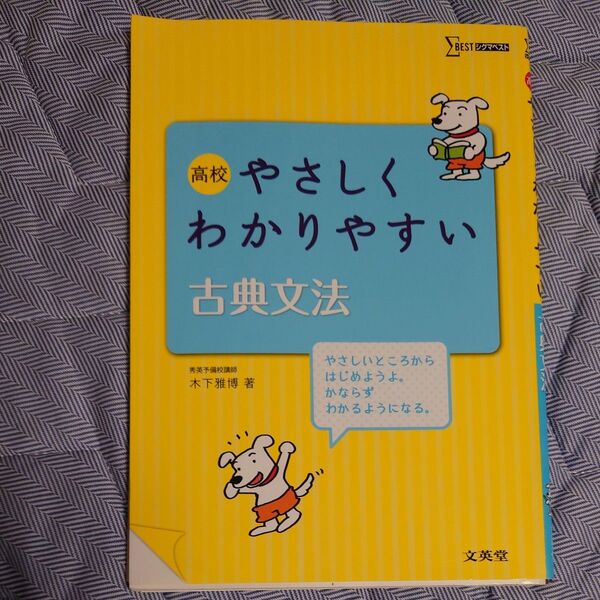 ΣBEST シグマベスト
高校 やさしく
わかりやすい
古典文法
やさしいところから
はじめようよ。
かならず
わかるようになる。
秀英予備校講師
木下雅博 著
文英堂